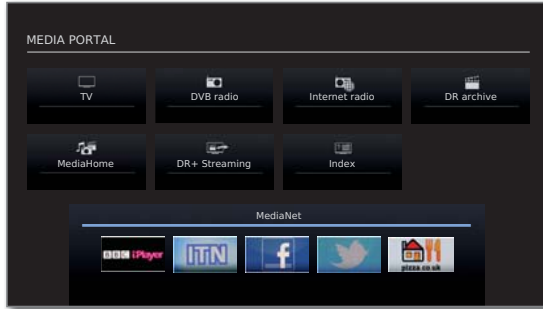 MEDIA PORTAL
TV
DVB radio
Internet radio
DR archive
MediaHome
DR+ Streaming
Index
MediaNet
BBC iPlayer
ITN
f
pizza.co.uk